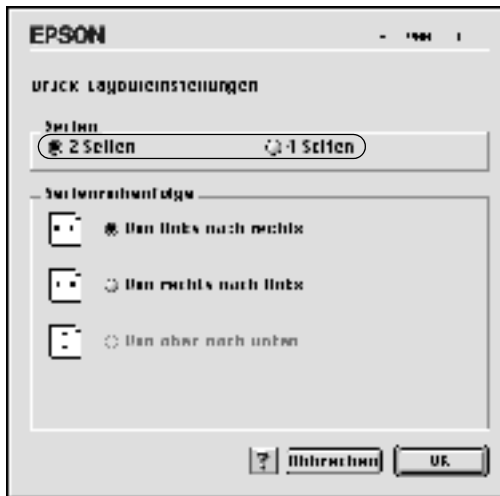 EPSON
Druck Layouteinstellungen
Seiten
2 Seiten 4 Seiten
Seitenreihenfolge
Von links nach rechts
Von rechts nach links
Von oben nach unten
? Abbrechen OK